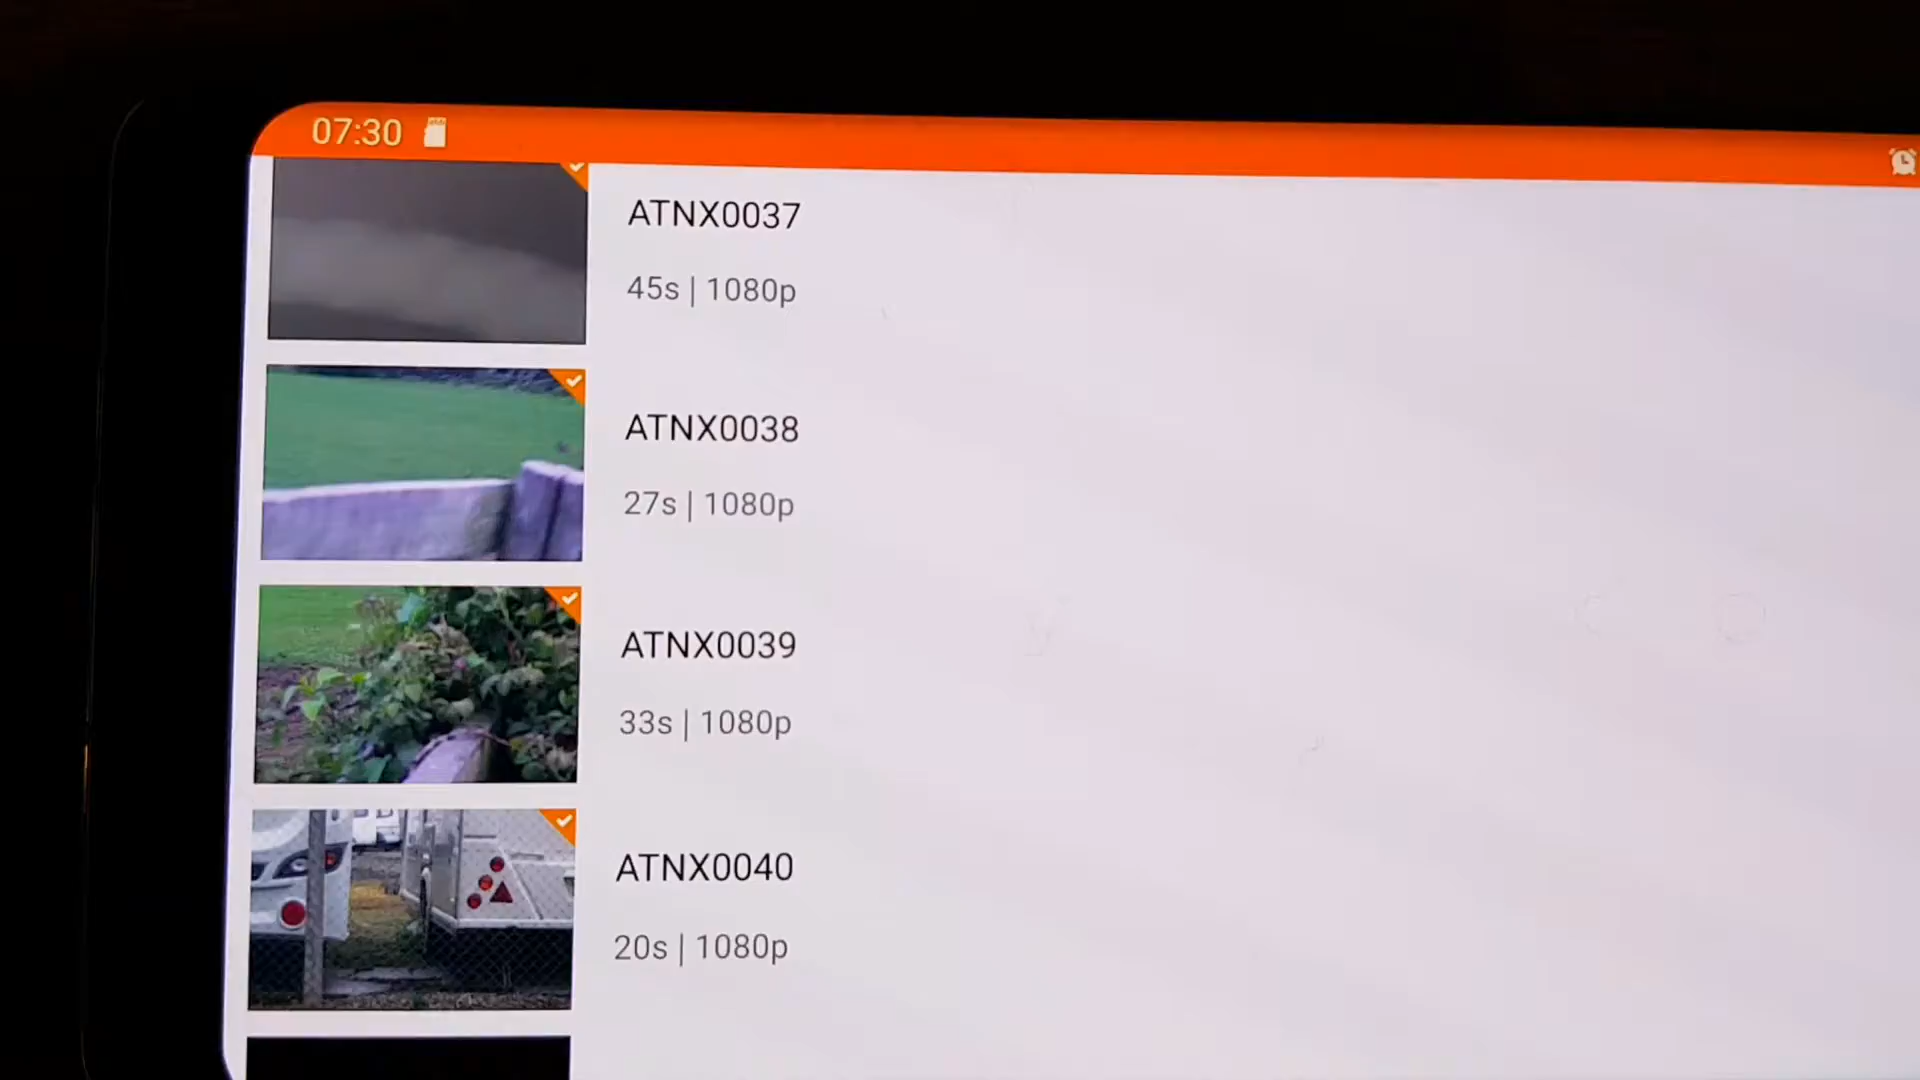 07:30
ATNX0037
45s | 1080p
ATNX0038
27s | 1080p
ATNX0039
33s | 1080p
ATNX0040
20s | 1080p